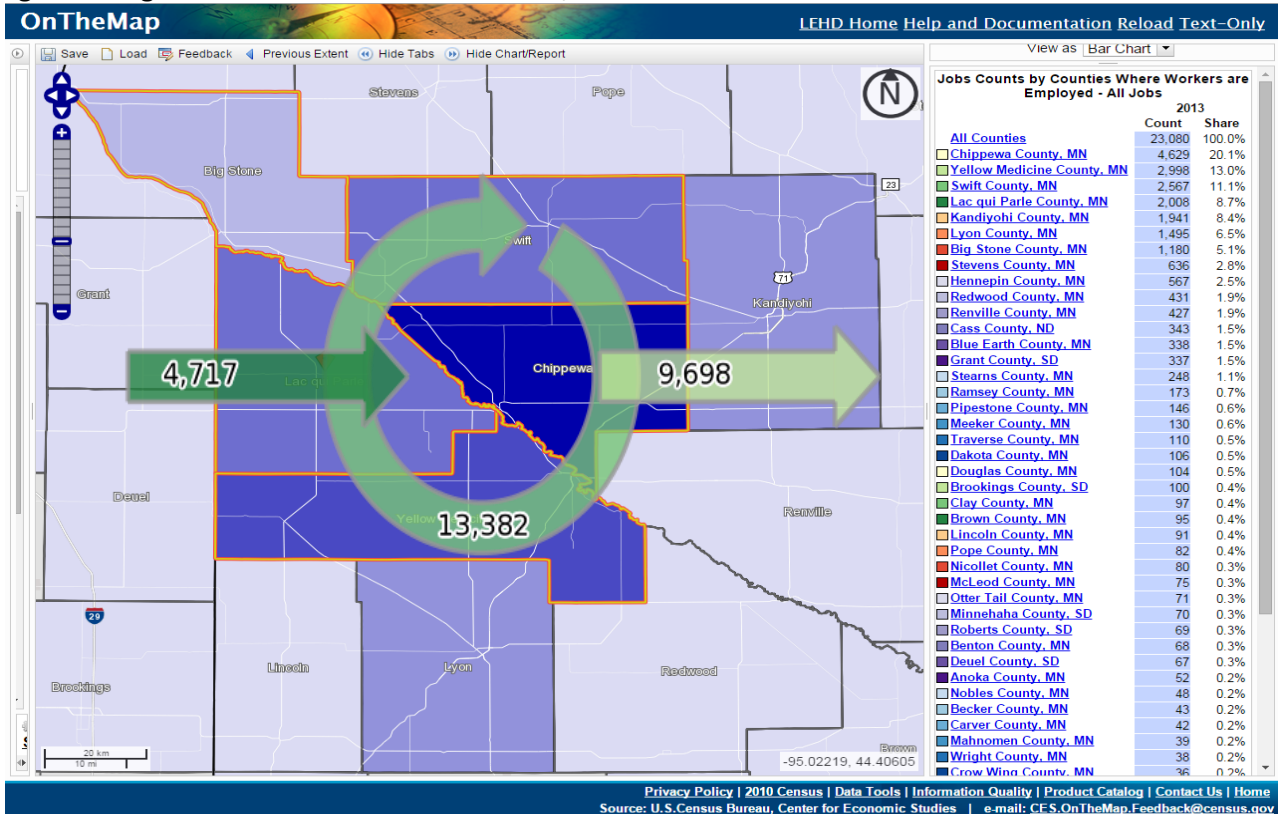 OnTheMap
LEHD Home Help and Documentation Reload Text-Only
Save Load Feedback Previous Extent Hide Tabs Hide Chart/Report
Stevens
Pope
N
Big Stone
23
Swift
71
Grant
Kandiyohi
4,717
Lac qui
Chippewa
9,698
Deuel
Renville
Yellow
13,382
29
Lincoln
Lyon
Redwood
Brookings
Brown
20 km
10 mi
-95.02219, 44.40605
View as Bar Chart
Jobs Counts by Counties Where Workers are
Employed - All Jobs
2013
Count Share
All Counties 23,080 100.0%
Chippewa County, MN 4,629 20.1%
Yellow Medicine County, MN 2,998 13.0%
Swift County, MN 2,567 11.1%
Lac qui Parle County, MN 2,008 8.7%
Kandiyohi County, MN 1,941 8.4%
Lyon County, MN 1,495 6.5%
Big Stone County, MN 1,180 5.1%
Stevens County, MN 636 2.8%
Hennepin County, MN 567 2.5%
Redwood County, MN 431 1.9%
Renville County, MN 427 1.9%
Cass County, ND 343 1.5%
Blue Earth County, MN 338 1.5%
Grant County, SD 337 1.5%
Stearns County, MN 248 1.1%
Ramsey County, MN 173 0.7%
Pipestone County, MN 146 0.6%
Meeker County, MN 130 0.6%
Traverse County, MN 110 0.5%
Dakota County, MN 106 0.5%
Douglas County, MN 104 0.5%
Brookings County, SD 100 0.4%
Clay County, MN 97 0.4%
Brown County, MN 95 0.4%
Lincoln County, MN 91 0.4%
Pope County, MN 82 0.4%
Nicollet County, MN 80 0.3%
McLeod County, MN 75 0.3%
Otter Tail County, MN 71 0.3%
Minnehaha County, SD 70 0.3%
Roberts County, SD 69 0.3%
Benton County, MN 68 0.3%
Deuel County, SD 67 0.3%
Anoka County, MN 52 0.2%
Nobles County, MN 48 0.2%
Becker County, MN 43 0.2%
Carver County, MN 42 0.2%
Mahnomen County, MN 39 0.2%
Wright County, MN 38 0.2%
Crow Wing County, MN 36 0.2%
Privacy Policy | 2010 Census | Data Tools | Information Quality | Product Catalog | Contact Us | Home
Source: U.S.Census Bureau, Center for Economic Studies | e-mail: CES.OnTheMap.Feedback@census.gov